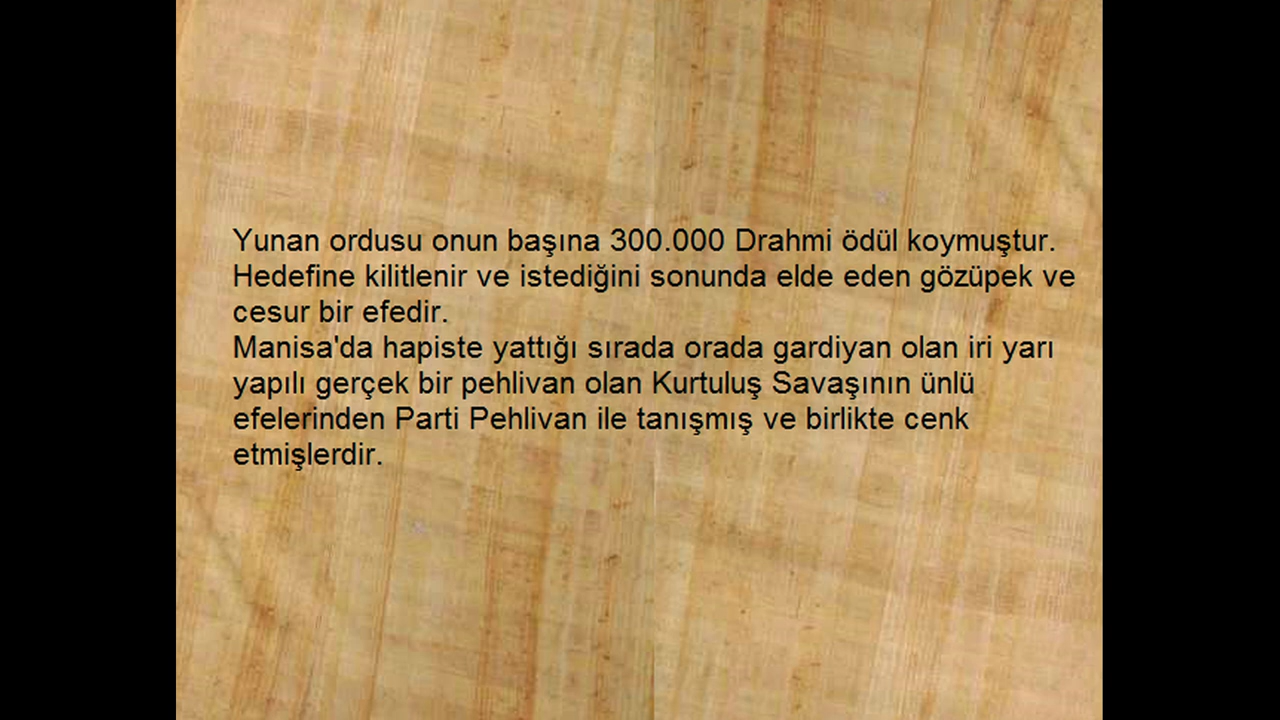 Yunan ordusu onun başına 300.000 Drahmi ödül koymuştur.
Hedefine kilitlenir ve istediğini sonunda elde eden gözüpek ve
cesur bir efedir.
Manisa'da hapiste yattığı sırada orada gardiyan olan iri yarı
yapılı gerçek bir pehlivan olan Kurtuluş Savaşının ünlü
efelerinden Parti Pehlivan ile tanışmış ve birlikte cenk
etmişlerdir.